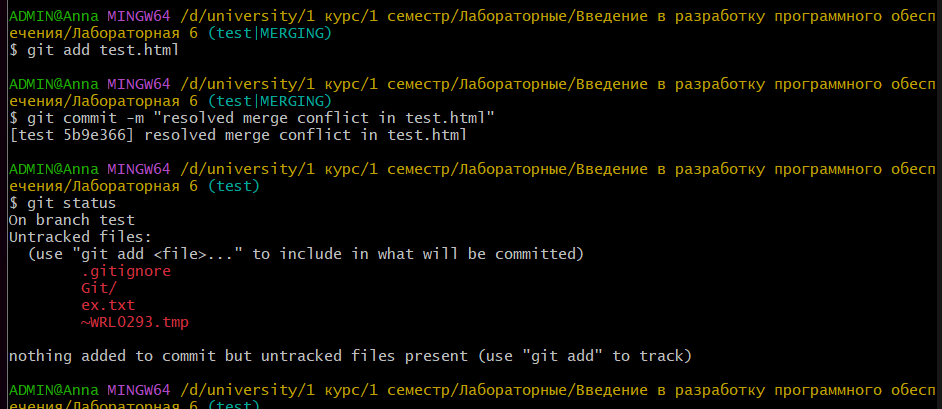 ADMIN@Anna MINGW64 /d/university/1 курс/1 семестр/Лабораторные/Введение в разработку программного обесп
ечения/Лабораторная 6 (test|MERGING)
$ git add test.html
ADMIN@Anna MINGW64 /d/university/1 курс/1 семестр/Лабораторные/Введение в разработку программного обесп
ечения/Лабораторная 6 (test|MERGING)
$ git commit -m "resolved merge conflict in test.html"
[test 5b9e366] resolved merge conflict in test.html
ADMIN@Anna MINGW64 /d/university/1 курс/1 семестр/Лабораторные/Введение в разработку программного обесп
ечения/Лабораторная 6 (test)
$ git status
On branch test
Untracked files:
  (use "git add <file>..." to include in what will be committed)
        .gitignore
        Git/
        ex.txt
        ~WRL0293.tmp
nothing added to commit but untracked files present (use "git add" to track)
ADMIN@Anna MINGW64 /d/university/1 курс/1 семестр/Лабораторные/Введение в разработку программного обесп
ечения/Лабораторная 6 (test)